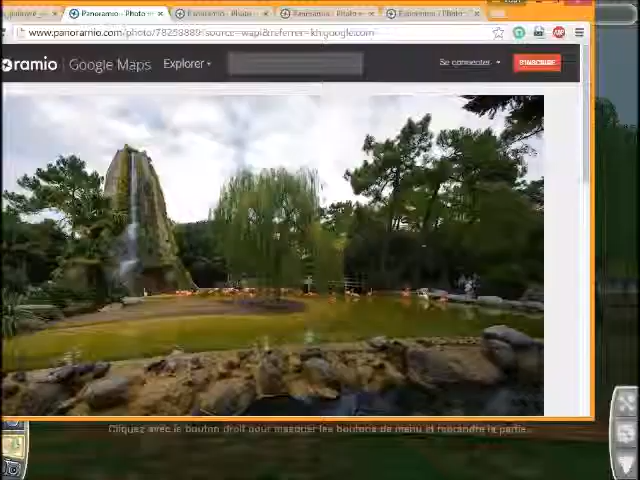 Panoramio - Photo
www.panoramio.com/photo/78258889?source=wapi&referrer=kh.google.com
ramio | Google Maps Explorer Se connecter S'INSCRIRE
Cliquez avec le bouton droit pour masquer les boutons de menu et reprendre la partie.